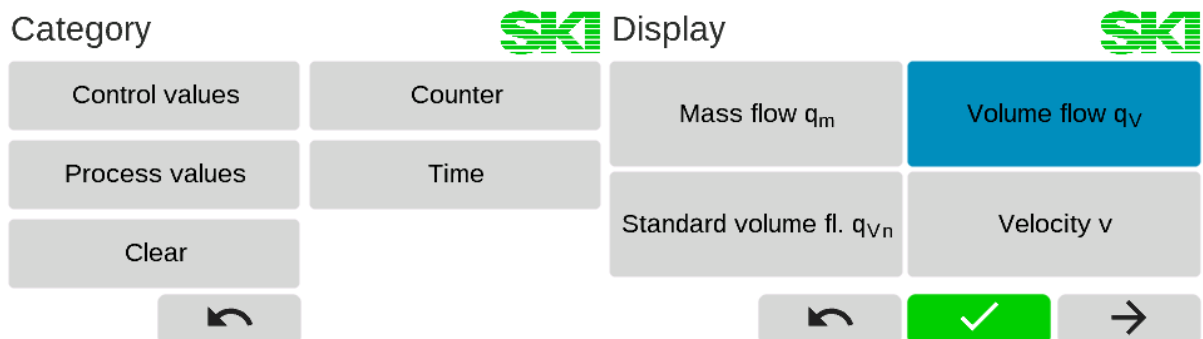 Category
SKI
Control values
Counter
Process values
Time
Clear
Display
SKI
Mass flow qm
Volume flow qV
Standard volume fl. qVn
Velocity v